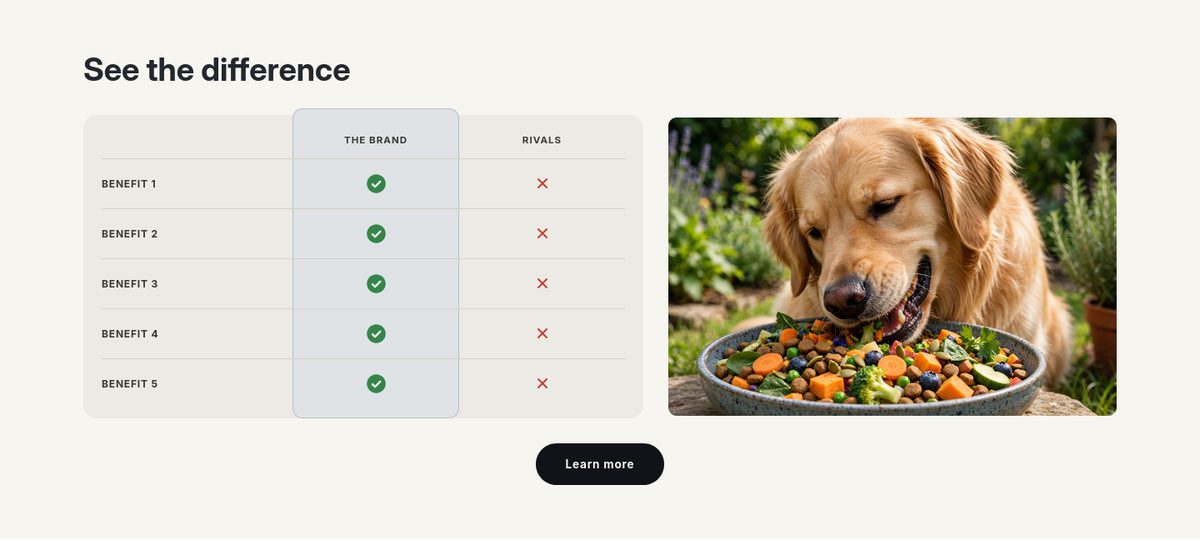 See the difference
THE BRAND RIVALS
BENEFIT 1
BENEFIT 2
BENEFIT 3
BENEFIT 4
BENEFIT 5
Learn more